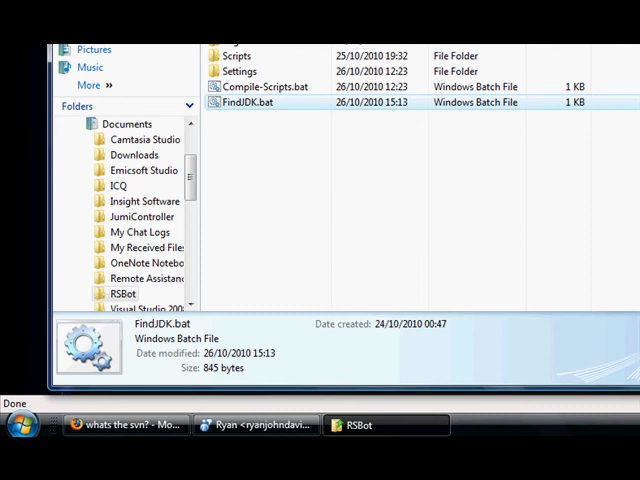 Pictures
Music
More »
Folders
Documents
Camtasia Studio
Downloads
Emicsoft Studio
ICQ
Insight Software
JumiController
My Chat Logs
My Received Files
OneNote Notebo
Remote Assistanc
RSBot
Visual Studio 200
Scripts 25/10/2010 19:32 File Folder
Settings 26/10/2010 12:23 File Folder
Compile-Scripts.bat 26/10/2010 12:23 Windows Batch File 1 KB
FindJDK.bat 26/10/2010 15:13 Windows Batch File 1 KB
FindJDK.bat Date created: 24/10/2010 00:47
Windows Batch File
Date modified: 26/10/2010 15:13
Size: 845 bytes
Done
whats the svn? - Mo... Ryan <ryanjohndavi... RSBot